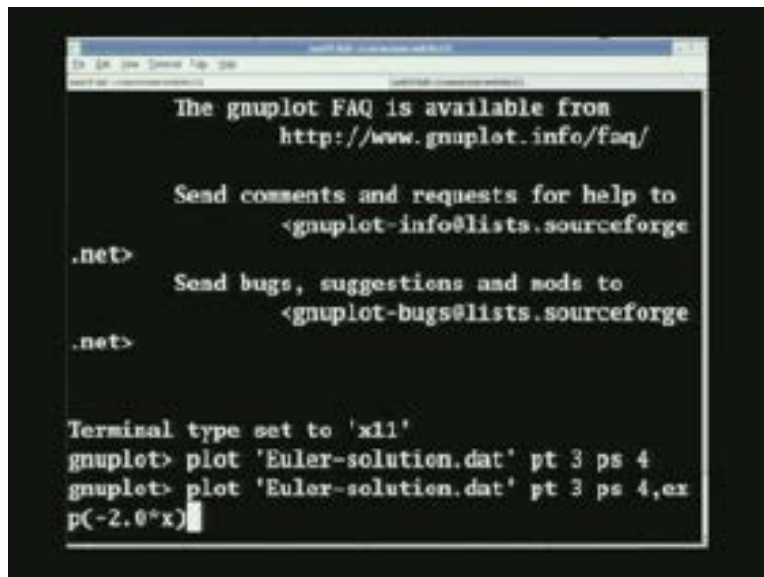 The gnuplot FAQ is available from
http://www.gnuplot.info/faq/
Send comments and requests for help to
<gnuplot-info@lists.sourceforge
.net>
Send bugs, suggestions and mods to
<gnuplot-bugs@lists.sourceforge
.net>
Terminal type set to 'x11'
gnuplot> plot 'Euler-solution.dat' pt 3 ps 4
gnuplot> plot 'Euler-solution.dat' pt 3 ps 4,ex
p(-2.0*x)